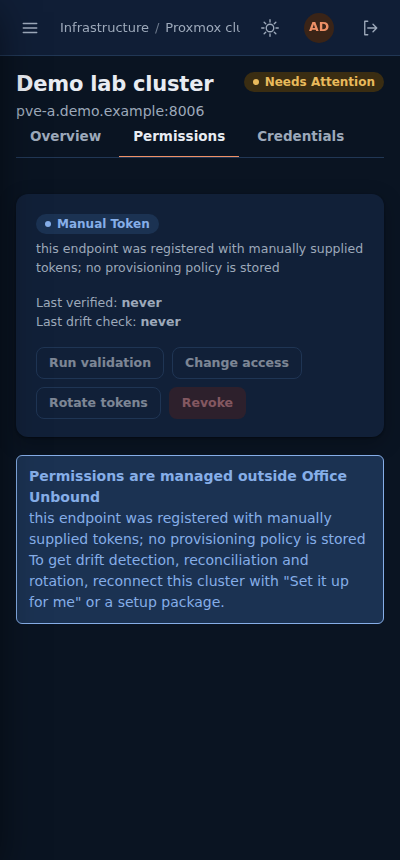 Infrastructure / Proxmox clu
AD
Demo lab cluster
Needs Attention
pve-a.demo.example:8006
Overview
Permissions
Credentials
Manual Token
this endpoint was registered with manually supplied
tokens; no provisioning policy is stored
Last verified: never
Last drift check: never
Run validation
Change access
Rotate tokens
Revoke
Permissions are managed outside Office
Unbound
this endpoint was registered with manually
supplied tokens; no provisioning policy is stored
To get drift detection, reconciliation and
rotation, reconnect this cluster with "Set it up
for me" or a setup package.